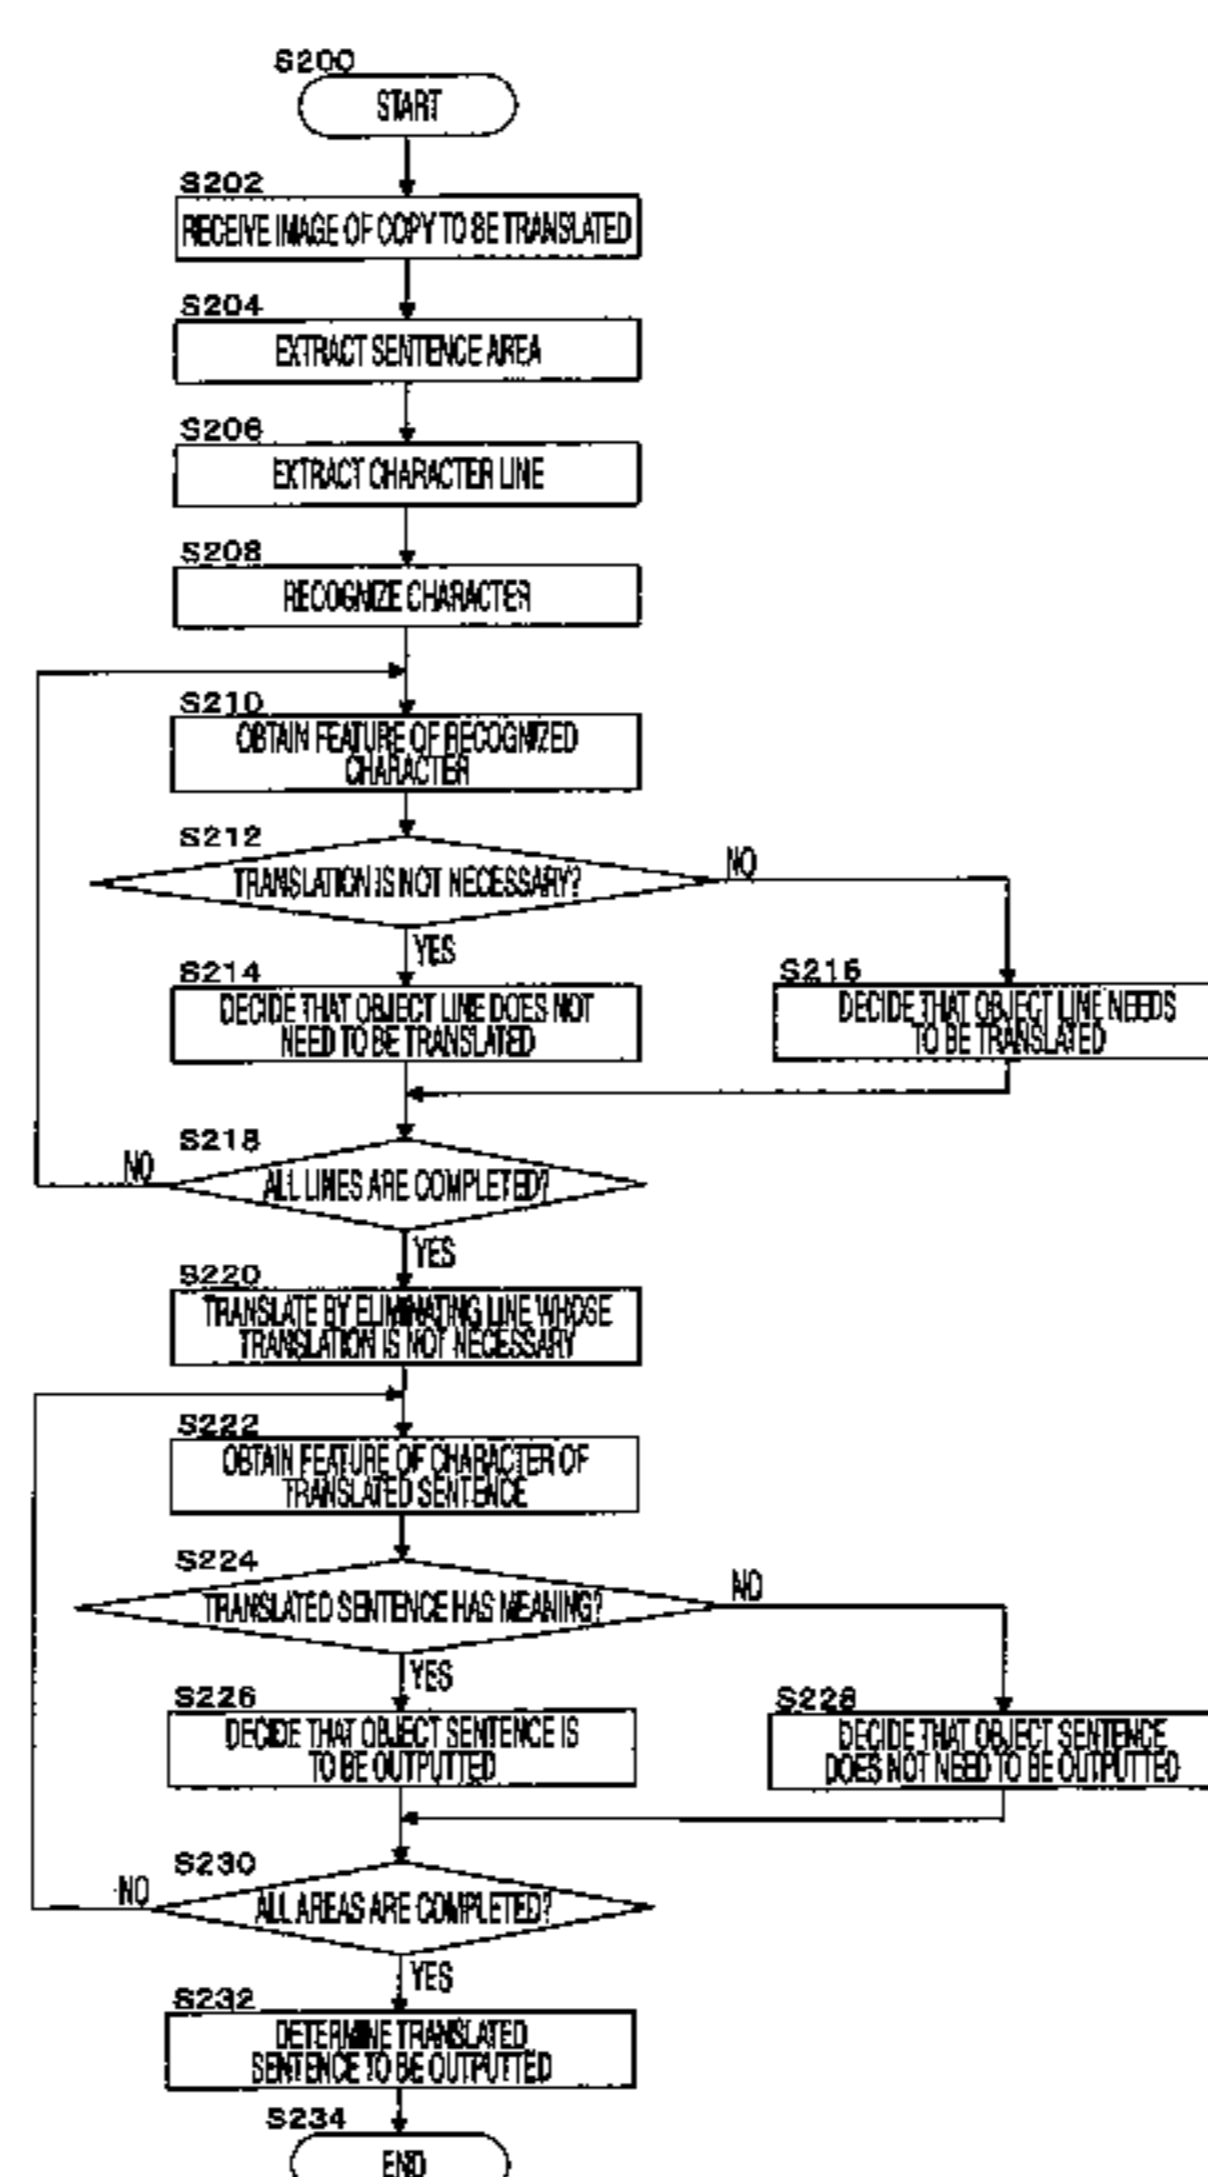 S200
START
S202
RECEIVE IMAGE OF COPY TO BE TRANSLATED
S204
EXTRACT SENTENCE AREA
S206
EXTRACT CHARACTER LINE
S208
RECOGNIZE CHARACTER
S210
OBTAIN FEATURE OF RECOGNIZED
CHARACTER
S212
TRANSLATION IS NOT NECESSARY?
NO
YES
S214
DECIDE THAT OBJECT LINE DOES NOT
NEED TO BE TRANSLATED
S216
DECIDE THAT OBJECT LINE NEEDS
TO BE TRANSLATED
S218
NO
ALL LINES ARE COMPLETED?
YES
S220
TRANSLATE BY ELIMINATING LINE WHOSE
TRANSLATION IS NOT NECESSARY
S222
OBTAIN FEATURE OF CHARACTER OF
TRANSLATED SENTENCE
S224
TRANSLATED SENTENCE HAS MEANING?
NO
YES
S226
DECIDE THAT OBJECT SENTENCE IS
TO BE OUTPUTTED
S228
DECIDE THAT OBJECT SENTENCE
DOES NOT NEED TO BE OUTPUTTED
S230
NO
ALL AREAS ARE COMPLETED?
YES
S232
DETERMINE TRANSLATED
SENTENCE TO BE OUTPUTTED
S234
END